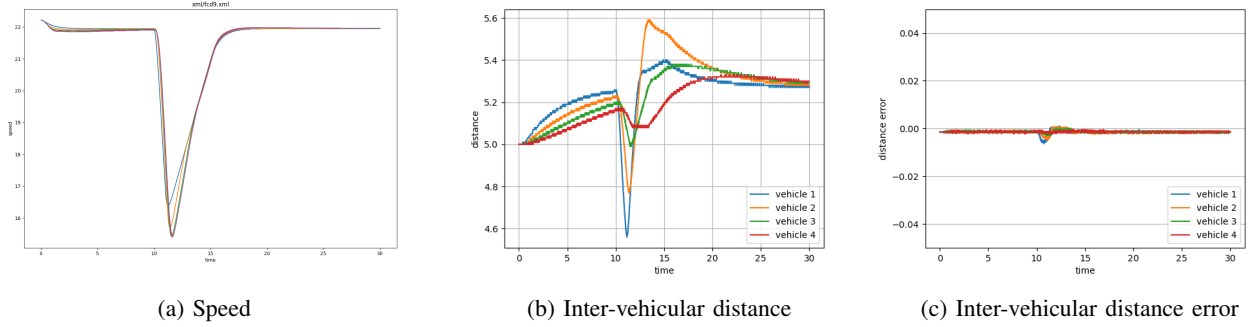 xml/fcd9.xml
22
21
20
19
18
17
16
speed
0 5 10 15 20 25 30
time
(a) Speed
5.6
5.4
5.2
5.0
4.8
4.6
distance
vehicle 1
vehicle 2
vehicle 3
vehicle 4
0 5 10 15 20 25 30
time
(b) Inter-vehicular distance
0.04
0.02
0.00
−0.02
−0.04
distance error
vehicle 1
vehicle 2
vehicle 3
vehicle 4
0 5 10 15 20 25 30
time
(c) Inter-vehicular distance error